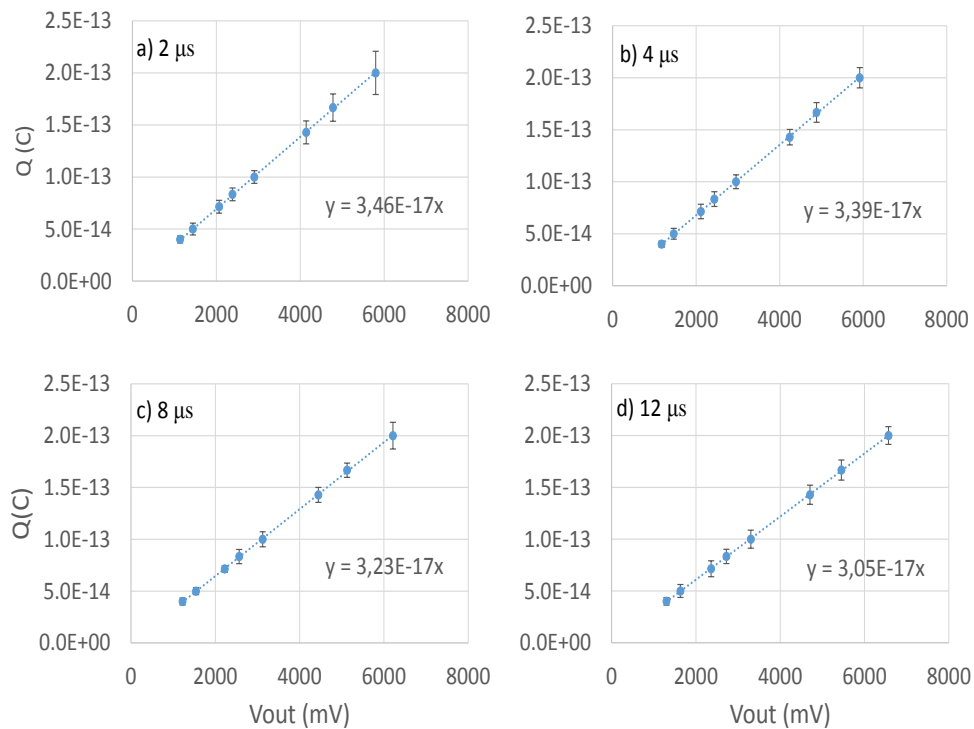 a) 2 μs
2.5E-13
2.0E-13
1.5E-13
1.0E-13
5.0E-14
0.0E+00
Q (C)
y = 3,46E-17x
0 2000 4000 6000 8000
b) 4 μs
2.5E-13
2.0E-13
1.5E-13
1.0E-13
5.0E-14
0.0E+00
y = 3,39E-17x
0 2000 4000 6000 8000
c) 8 μs
2.5E-13
2.0E-13
1.5E-13
1.0E-13
5.0E-14
0.0E+00
Q(C)
y = 3,23E-17x
0 2000 4000 6000 8000
Vout (mV)
d) 12 μs
2.5E-13
2.0E-13
1.5E-13
1.0E-13
5.0E-14
0.0E+00
y = 3,05E-17x
0 2000 4000 6000 8000
Vout (mV)